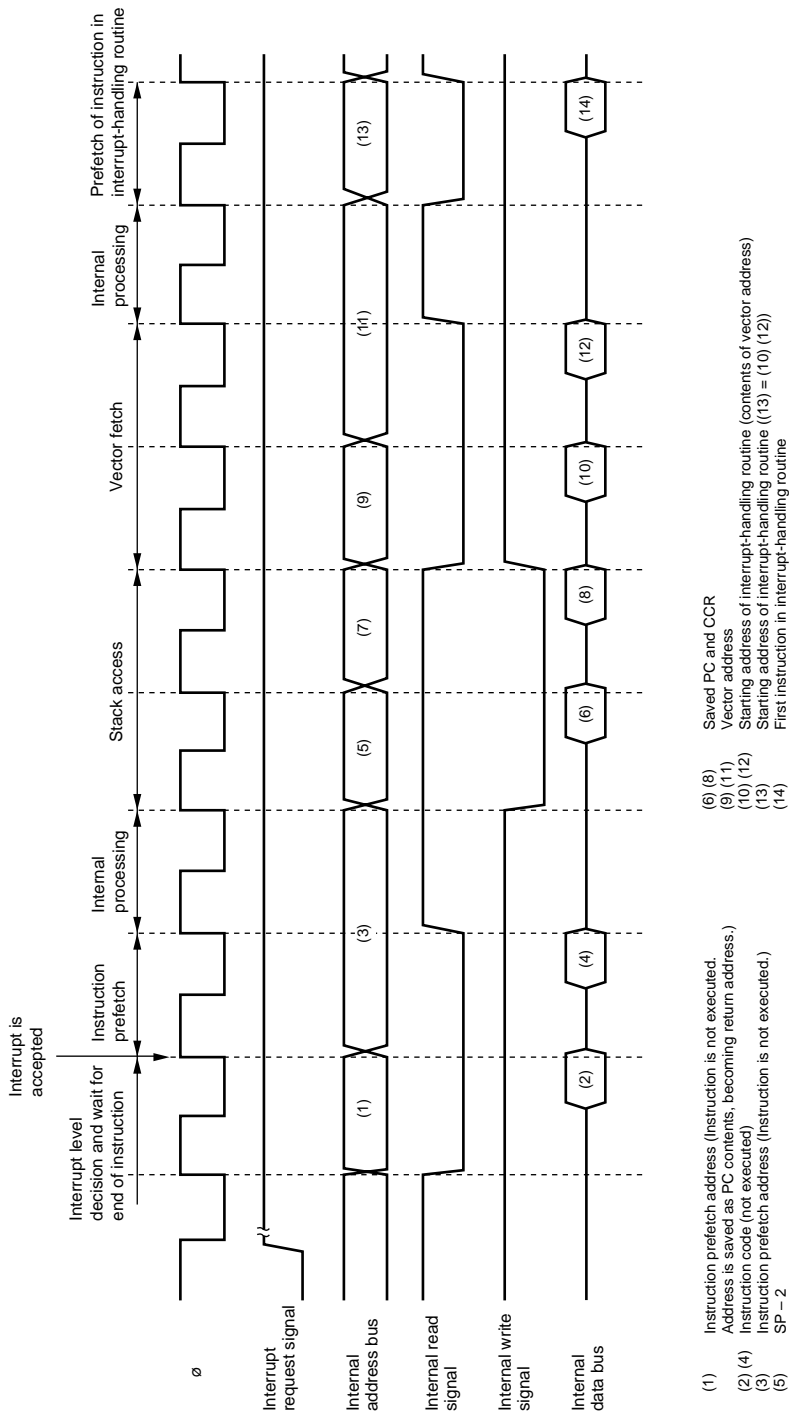 Interrupt is
accepted
Interrupt level
decision and wait for
end of instruction
Instruction
prefetch
Internal
processing
Stack access
Vector fetch
Internal
processing
Prefetch of instruction in
interrupt-handling routine
ø
Interrupt
request signal
Internal
address bus
(1)
(3)
(5)
(7)
(9)
(11)
(13)
Internal read
signal
Internal write
signal
Internal
data bus
(2)
(4)
(6)
(8)
(10)
(12)
(14)
(1) Instruction prefetch address (Instruction is not executed.
Address is saved as PC contents, becoming return address.)
(2) (4) Instruction code (not executed)
(3) Instruction prefetch address (Instruction is not executed.)
(5) SP – 2
(6) (8) Saved PC and CCR
(9) (11) Vector address
(10) (12) Starting address of interrupt-handling routine (contents of vector address)
(13) Starting address of interrupt-handling routine ((13) = (10) (12))
(14) First instruction in interrupt-handling routine